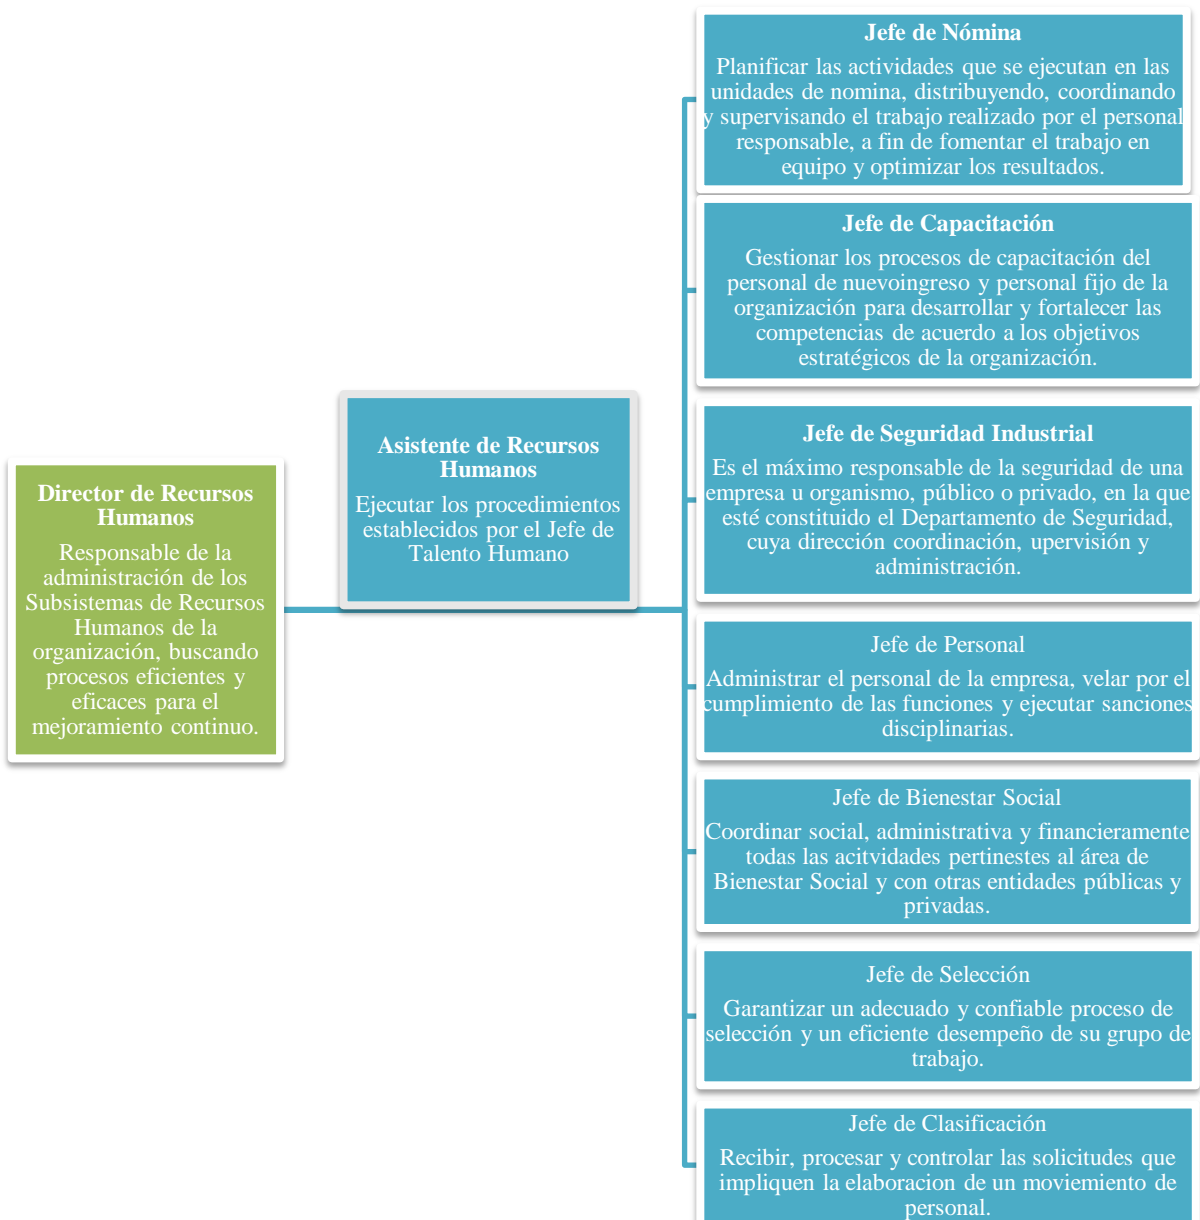 Director de Recursos
Humanos
Responsable de la
administración de los
Subsistemas de Recursos
Humanos de la
organización, buscando
procesos eficientes y
eficaces para el
mejoramiento continuo.
Asistente de Recursos
Humanos
Ejecutar los procedimientos
establecidos por el Jefe de
Talento Humano
Jefe de Nómina
Planificar las actividades que se ejecutan en las
unidades de nomina, distribuyendo, coordinando
y supervisando el trabajo realizado por el personal
responsable, a fin de fomentar el trabajo en
equipo y optimizar los resultados.
Jefe de Capacitación
Gestionar los procesos de capacitación del
personal de nuevoingreso y personal fijo de la
organización para desarrollar y fortalecer las
competencias de acuerdo a los objetivos
estratégicos de la organización.
Jefe de Seguridad Industrial
Es el máximo responsable de la seguridad de una
empresa u organismo, público o privado, en la que
esté constituido el Departamento de Seguridad,
cuya dirección coordinación, upervisión y
administración.
Jefe de Personal
Administrar el personal de la empresa, velar por el
cumplimiento de las funciones y ejecutar sanciones
disciplinarias.
Jefe de Bienestar Social
Coordinar social, administrativa y financieramente
todas las acitvidades pertinestes al área de
Bienestar Social y con otras entidades públicas y
privadas.
Jefe de Selección
Garantizar un adecuado y confiable proceso de
selección y un eficiente desempeño de su grupo de
trabajo.
Jefe de Clasificación
Recibir, procesar y controlar las solicitudes que
impliquen la elaboracion de un moviemiento de
personal.